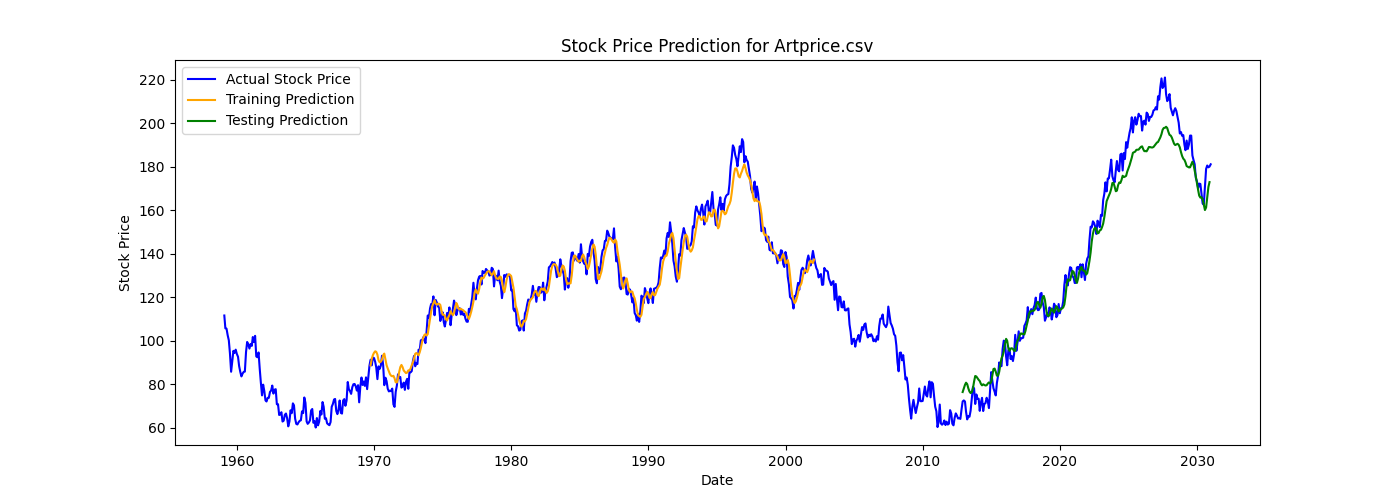 Stock Price Prediction for Artprice.csv
Actual Stock Price
Training Prediction
Testing Prediction
Stock Price
220
200
180
160
140
120
100
80
60
1960 1970 1980 1990 2000 2010 2020 2030
Date